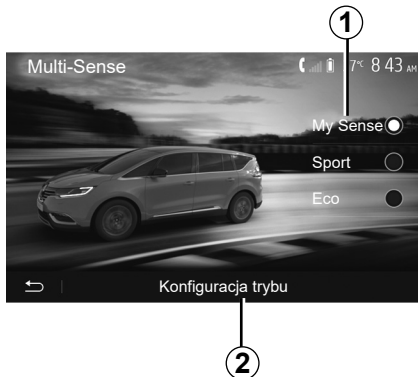 1
Multi-Sense 7°C 8 43 AM
My Sense
Sport
Eco
Konfiguracja trybu
2